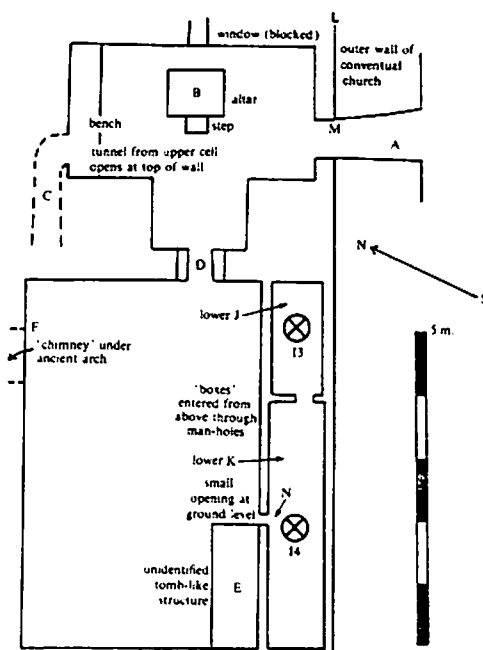 window (blocked)
L
outer wall of
conventual
church
B
altar
step
bench
tunnel from upper cell
opens at top of wall
M
A
C
N
S
D
lower J
F
'chimney' under
ancient arch
13
5 m.
'boxes'
entered from
above through
man-holes
lower K
small
opening at
ground level
N
14
unidentified
tomb-like
structure
E